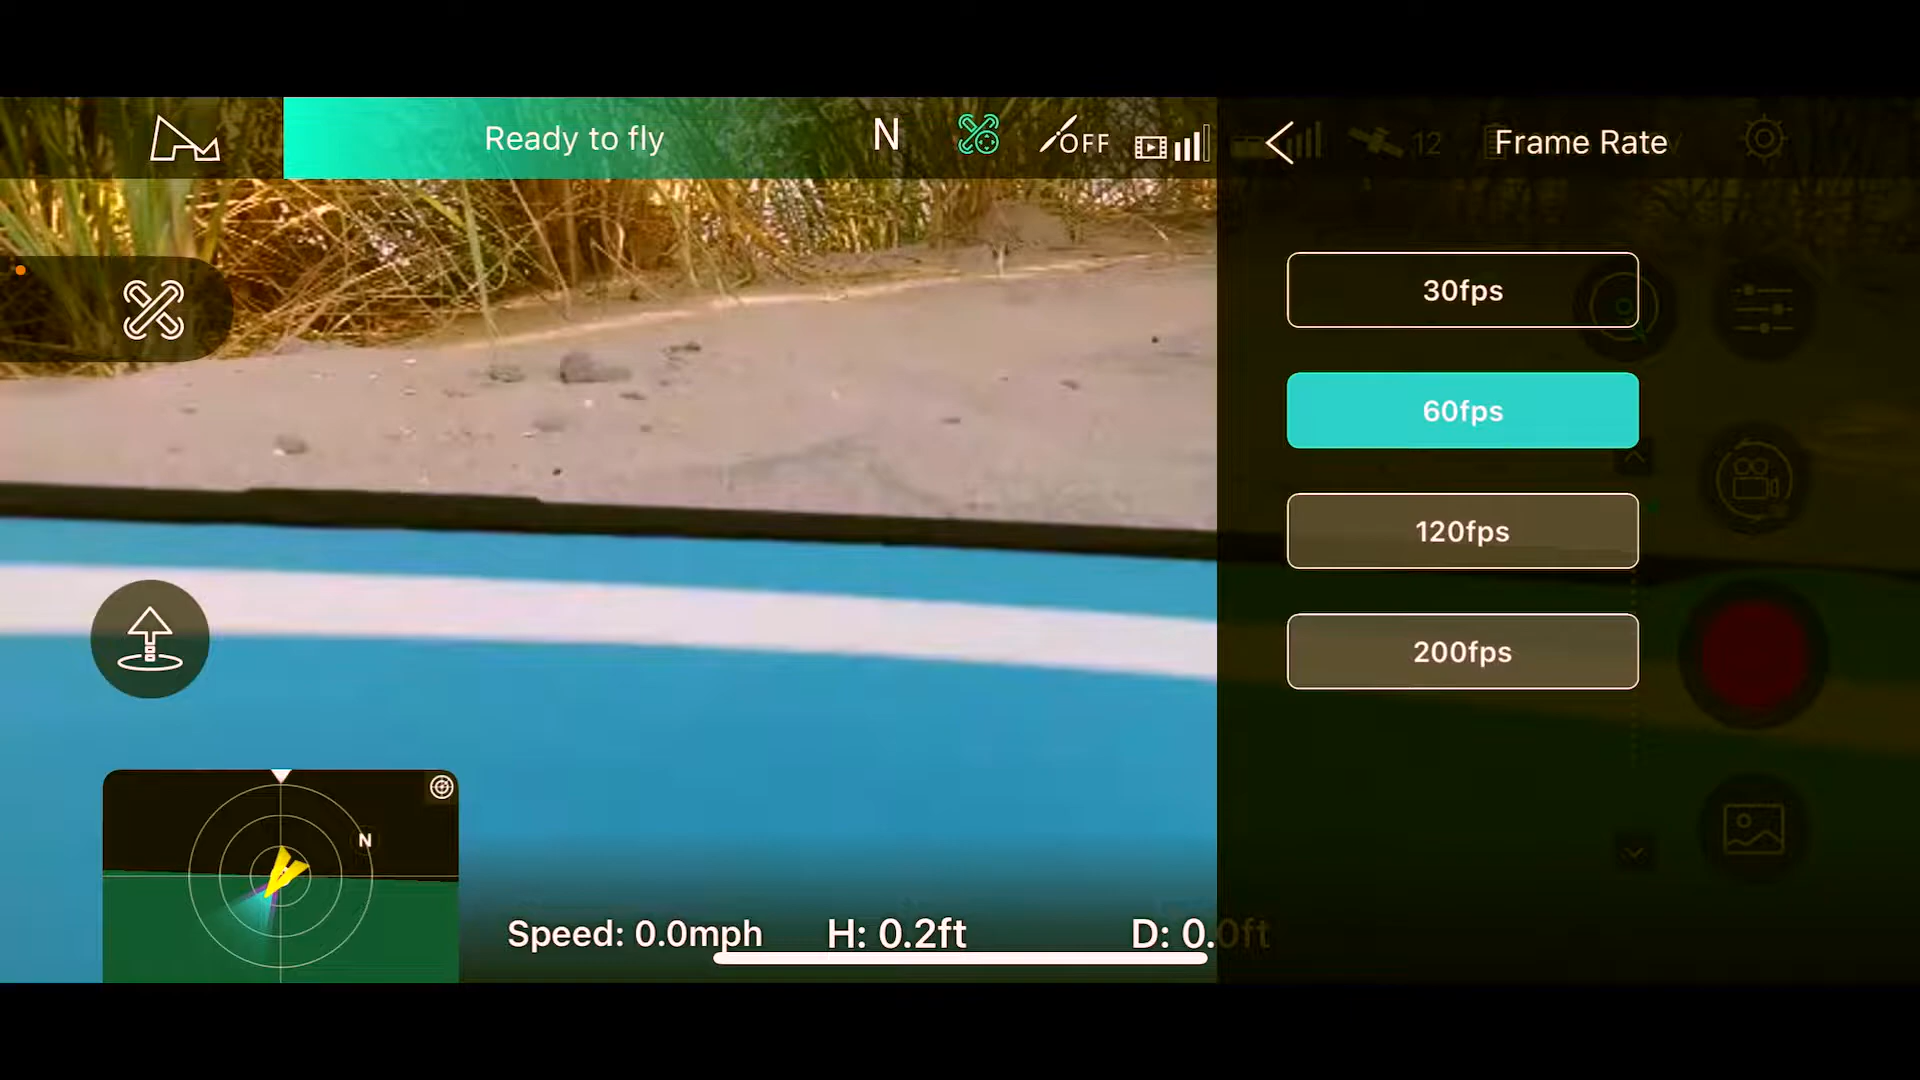 Ready to fly
N
OFF
12
Frame Rate
30fps
60fps
120fps
200fps
N
Speed: 0.0mph
H: 0.2ft
D: 0.0ft